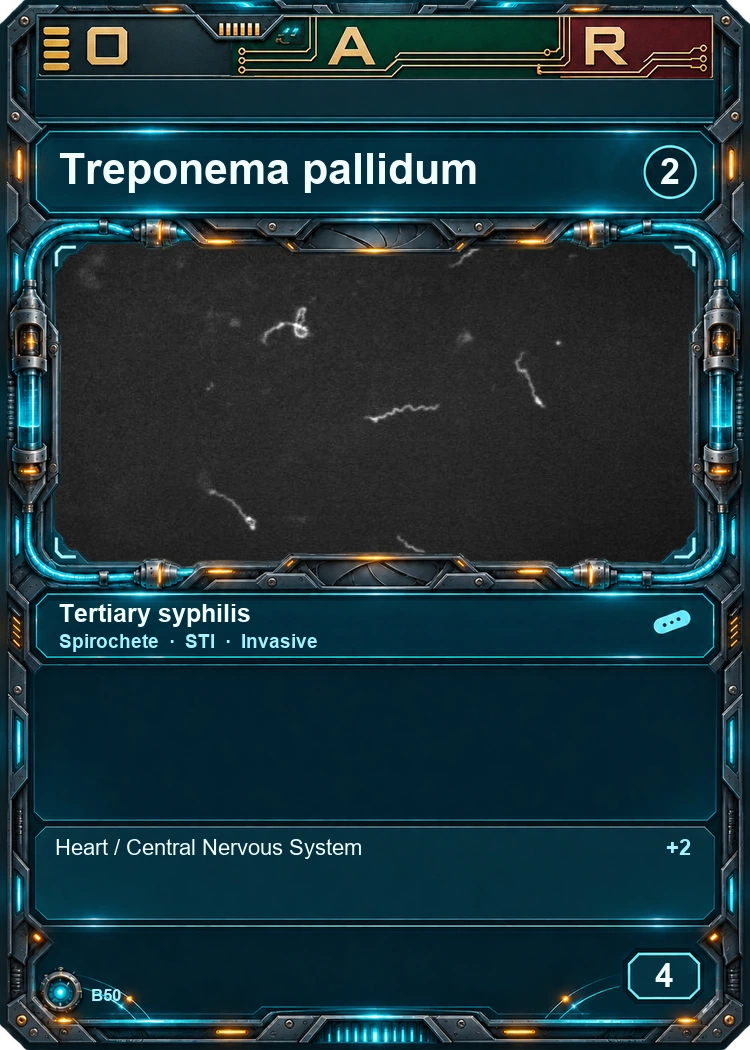 O A R
Treponema pallidum 2
Tertiary syphilis
Spirochete · STI · Invasive
Heart / Central Nervous System +2
4
B50